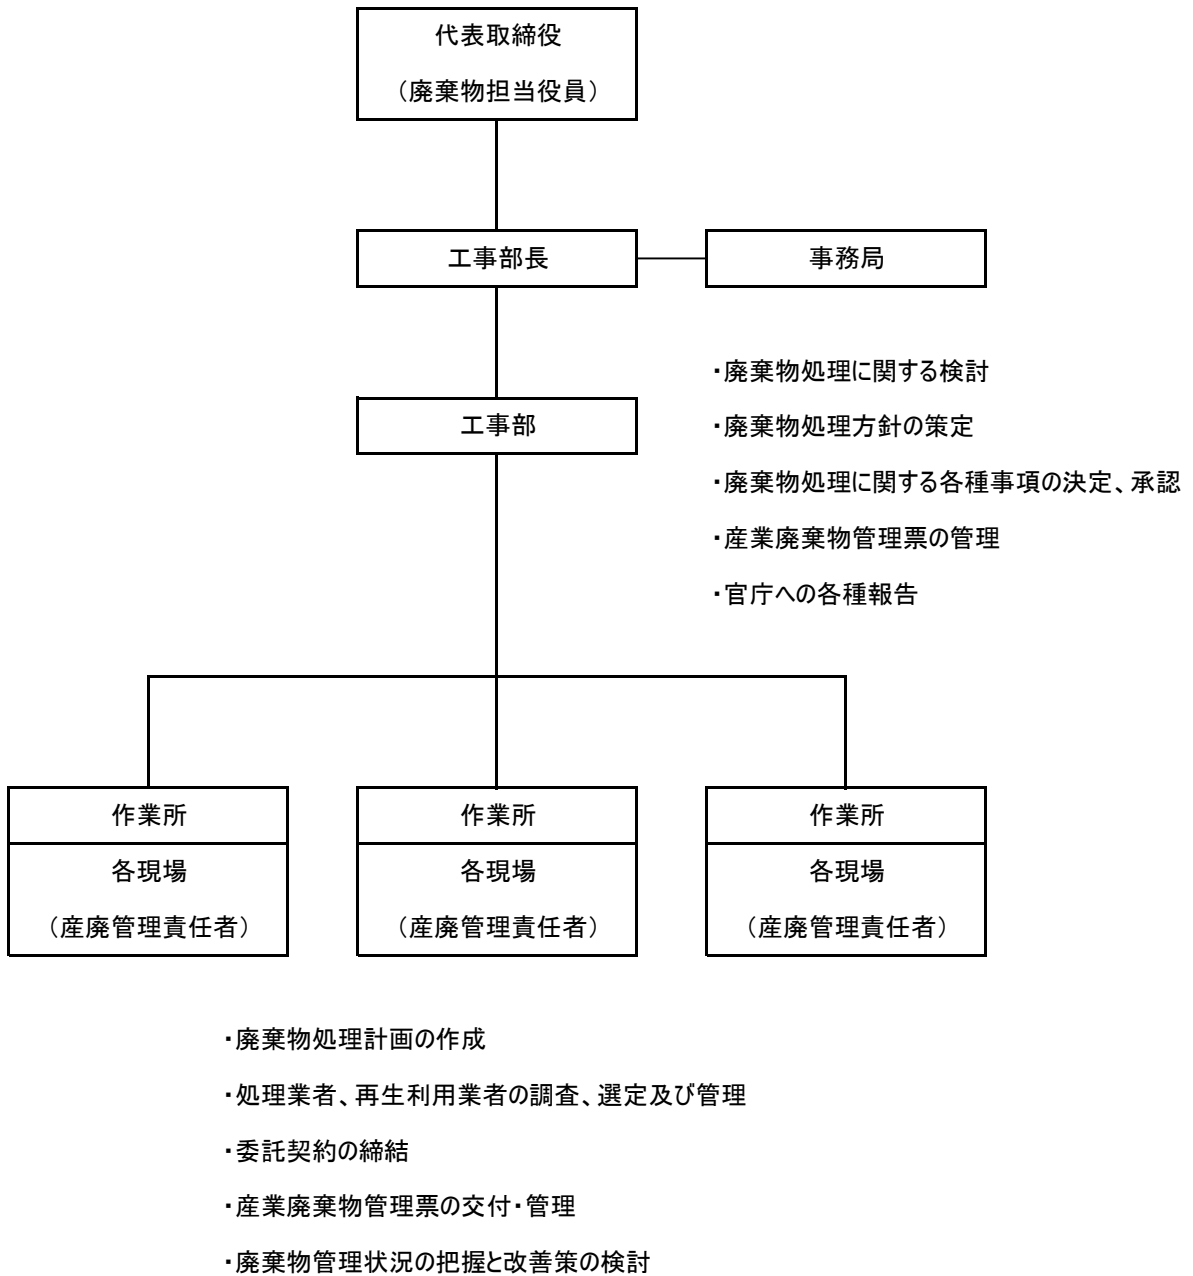 代表取締役
（廃棄物担当役員）
工事部長
事務局
工事部
・廃棄物処理に関する検討
・廃棄物処理方針の策定
・廃棄物処理に関する各種事項の決定、承認
・産業廃棄物管理票の管理
・官庁への各種報告
作業所
各現場
（産廃管理責任者）
作業所
各現場
（産廃管理責任者）
作業所
各現場
（産廃管理責任者）
・廃棄物処理計画の作成
・処理業者、再生利用業者の調査、選定及び管理
・委託契約の締結
・産業廃棄物管理票の交付・管理
・廃棄物管理状況の把握と改善策の検討